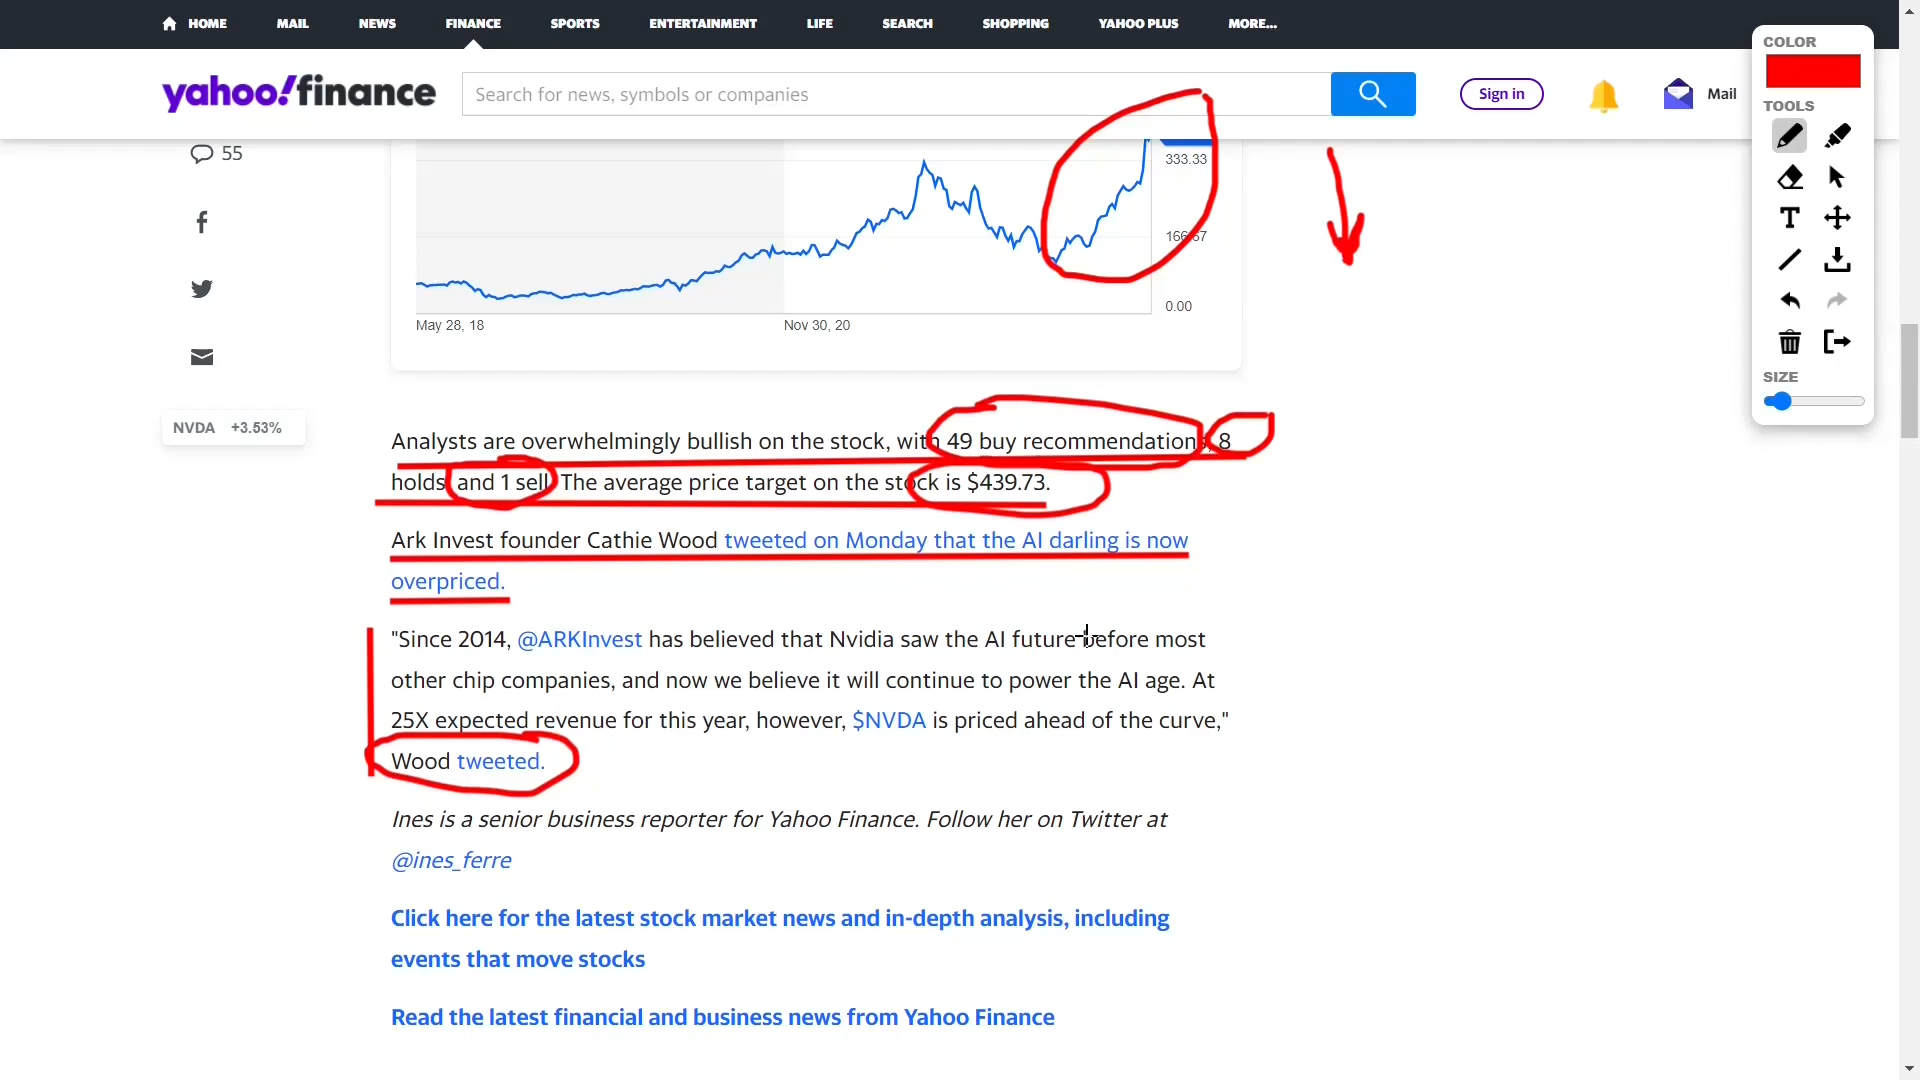 HOME MAIL NEWS FINANCE SPORTS ENTERTAINMENT LIFE SEARCH SHOPPING YAHOO PLUS MORE...
yahoo!finance
Search for news, symbols or companies
Sign in
Mail
COLOR
TOOLS
T
SIZE
55
333.33
166.67
0.00
May 28, 18
Nov 30, 20
NVDA +3.53%
Analysts are overwhelmingly bullish on the stock, with 49 buy recommendations, 8
holds and 1 sell. The average price target on the stock is $439.73.
Ark Invest founder Cathie Wood tweeted on Monday that the AI darling is now
overpriced.
"Since 2014, @ARKInvest has believed that Nvidia saw the AI future before most
other chip companies, and now we believe it will continue to power the AI age. At
25X expected revenue for this year, however, $NVDA is priced ahead of the curve,"
Wood tweeted.
Ines is a senior business reporter for Yahoo Finance. Follow her on Twitter at
@ines_ferre
Click here for the latest stock market news and in-depth analysis, including
events that move stocks
Read the latest financial and business news from Yahoo Finance